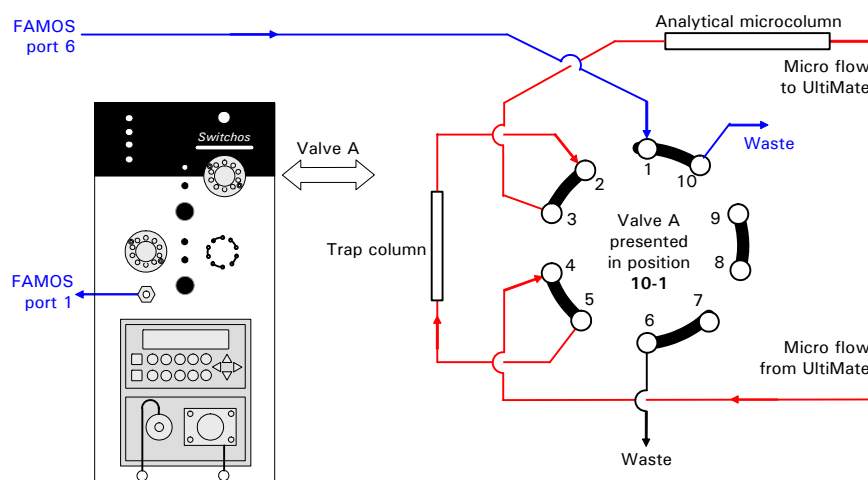 FAMOS
port 6
Analytical microcolumn
Micro flow
to UltiMate
Switchos
Valve A
Waste
1
10
2
3
9
8
Trap column
Valve A
presented
in position
10-1
4
5
7
6
FAMOS
port 1
Micro flow
from UltiMate
Waste